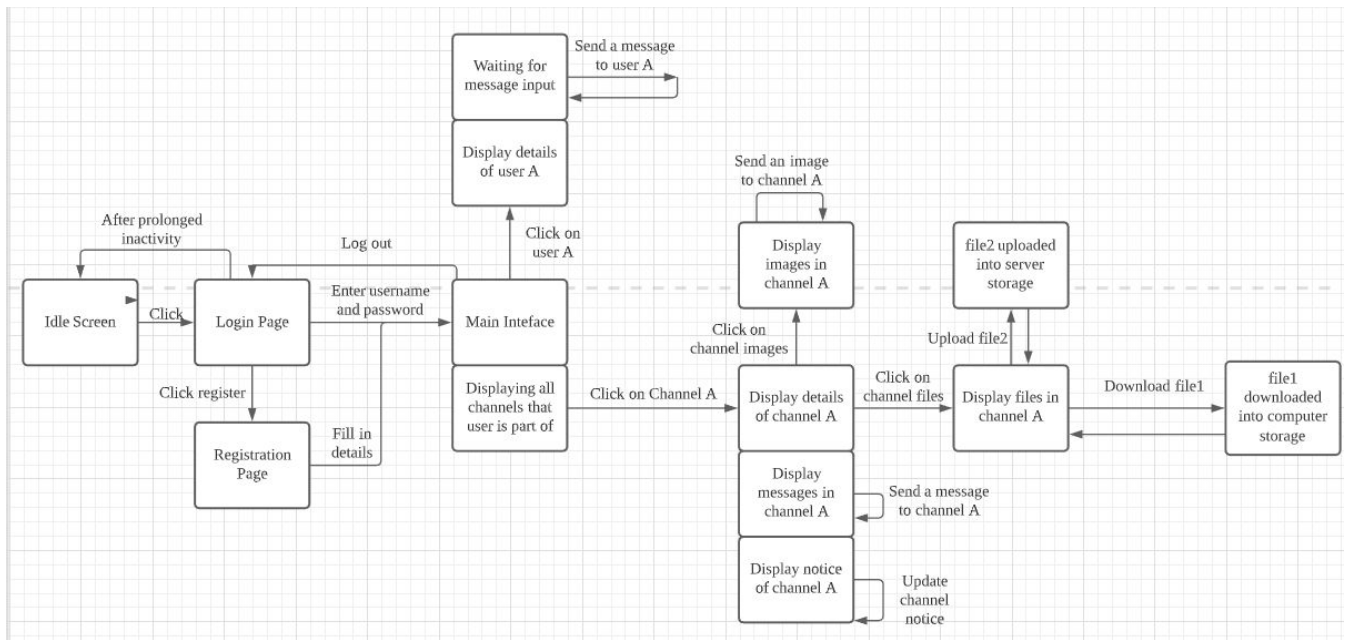 Waiting for
message input
Send a message
to user A
Display details
of user A
Click on
user A
After prolonged
inactivity
Log out
Idle Screen
Click
Login Page
Enter username
and password
Main Inteface
Click register
Registration
Page
Fill in
details
Displaying all
channels that
user is part of
Click on Channel A
Send an image
to channel A
Display
images in
channel A
Click on
channel images
Display details
of channel A
Click on
channel files
file2 uploaded
into server
storage
Upload file2
Display files in
channel A
Download file1
file1
downloaded
into computer
storage
Display
messages in
channel A
Send a message
to channel A
Display notice
of channel A
Update
channel
notice